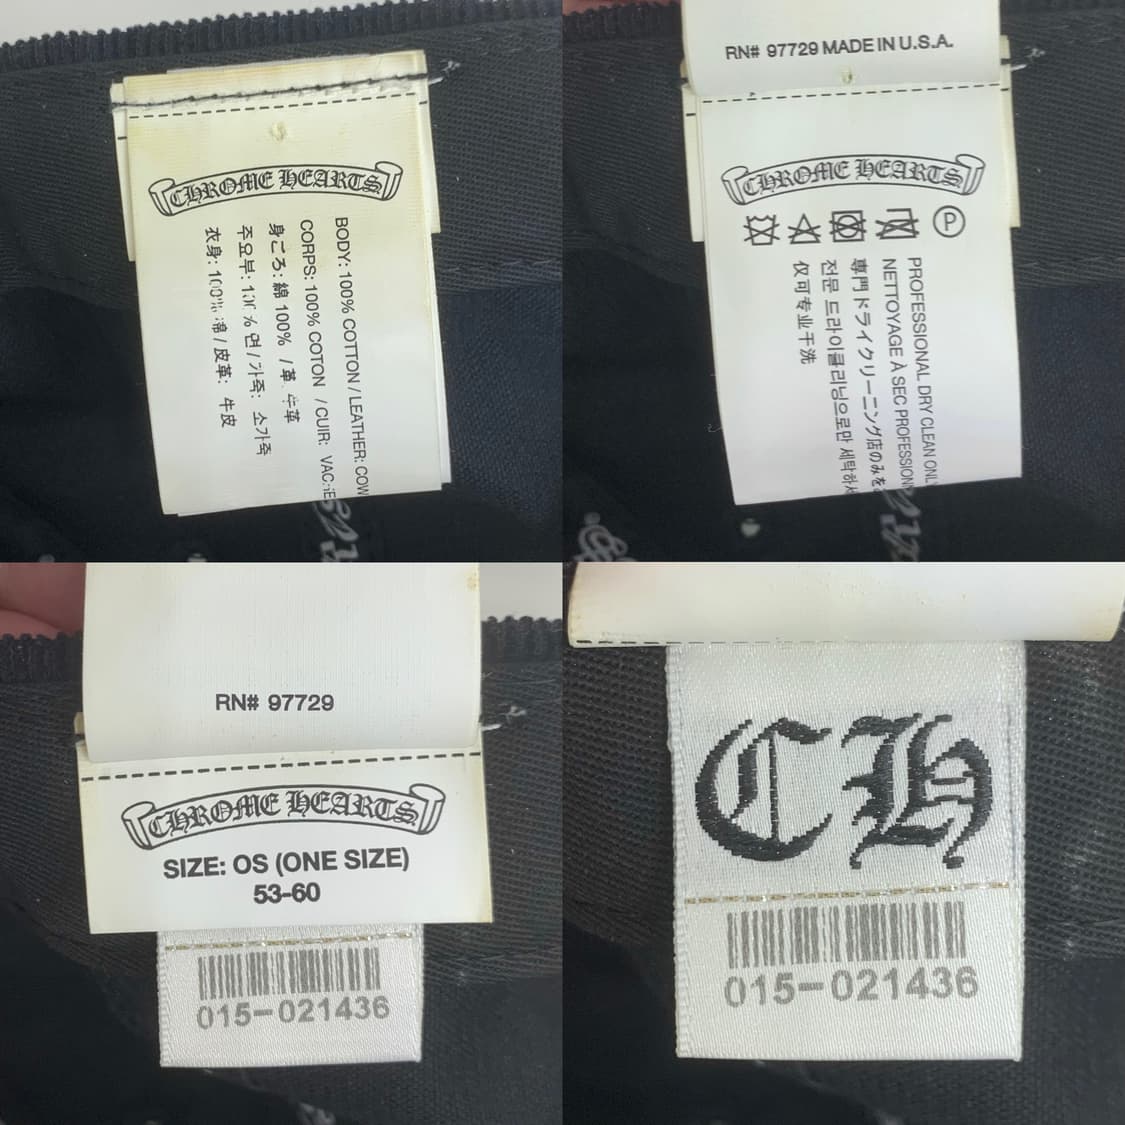 CHROME HEARTS
BODY: 100% COTTON / LEATHER: COW
CORPS: 100% COTON / CUIR: VACHE
身ごろ: 綿 100% / 革: 牛革
주요부: 100% 면 / 가죽: 소가죽
衣身: 100% 棉 / 皮革: 牛皮
RN# 97729 MADE IN U.S.A.
CHROME HEARTS
P
PROFESSIONAL DRY CLEAN ONL
NETTOYAGE À SEC PROFESSIONN
専門ドライクリーニング店のみを
전문 드라이클리닝으로만 세탁하시
仅可专业干洗
RN# 97729
CHROME HEARTS
SIZE: OS (ONE SIZE)
53-60
015-021436
CH
015-021436